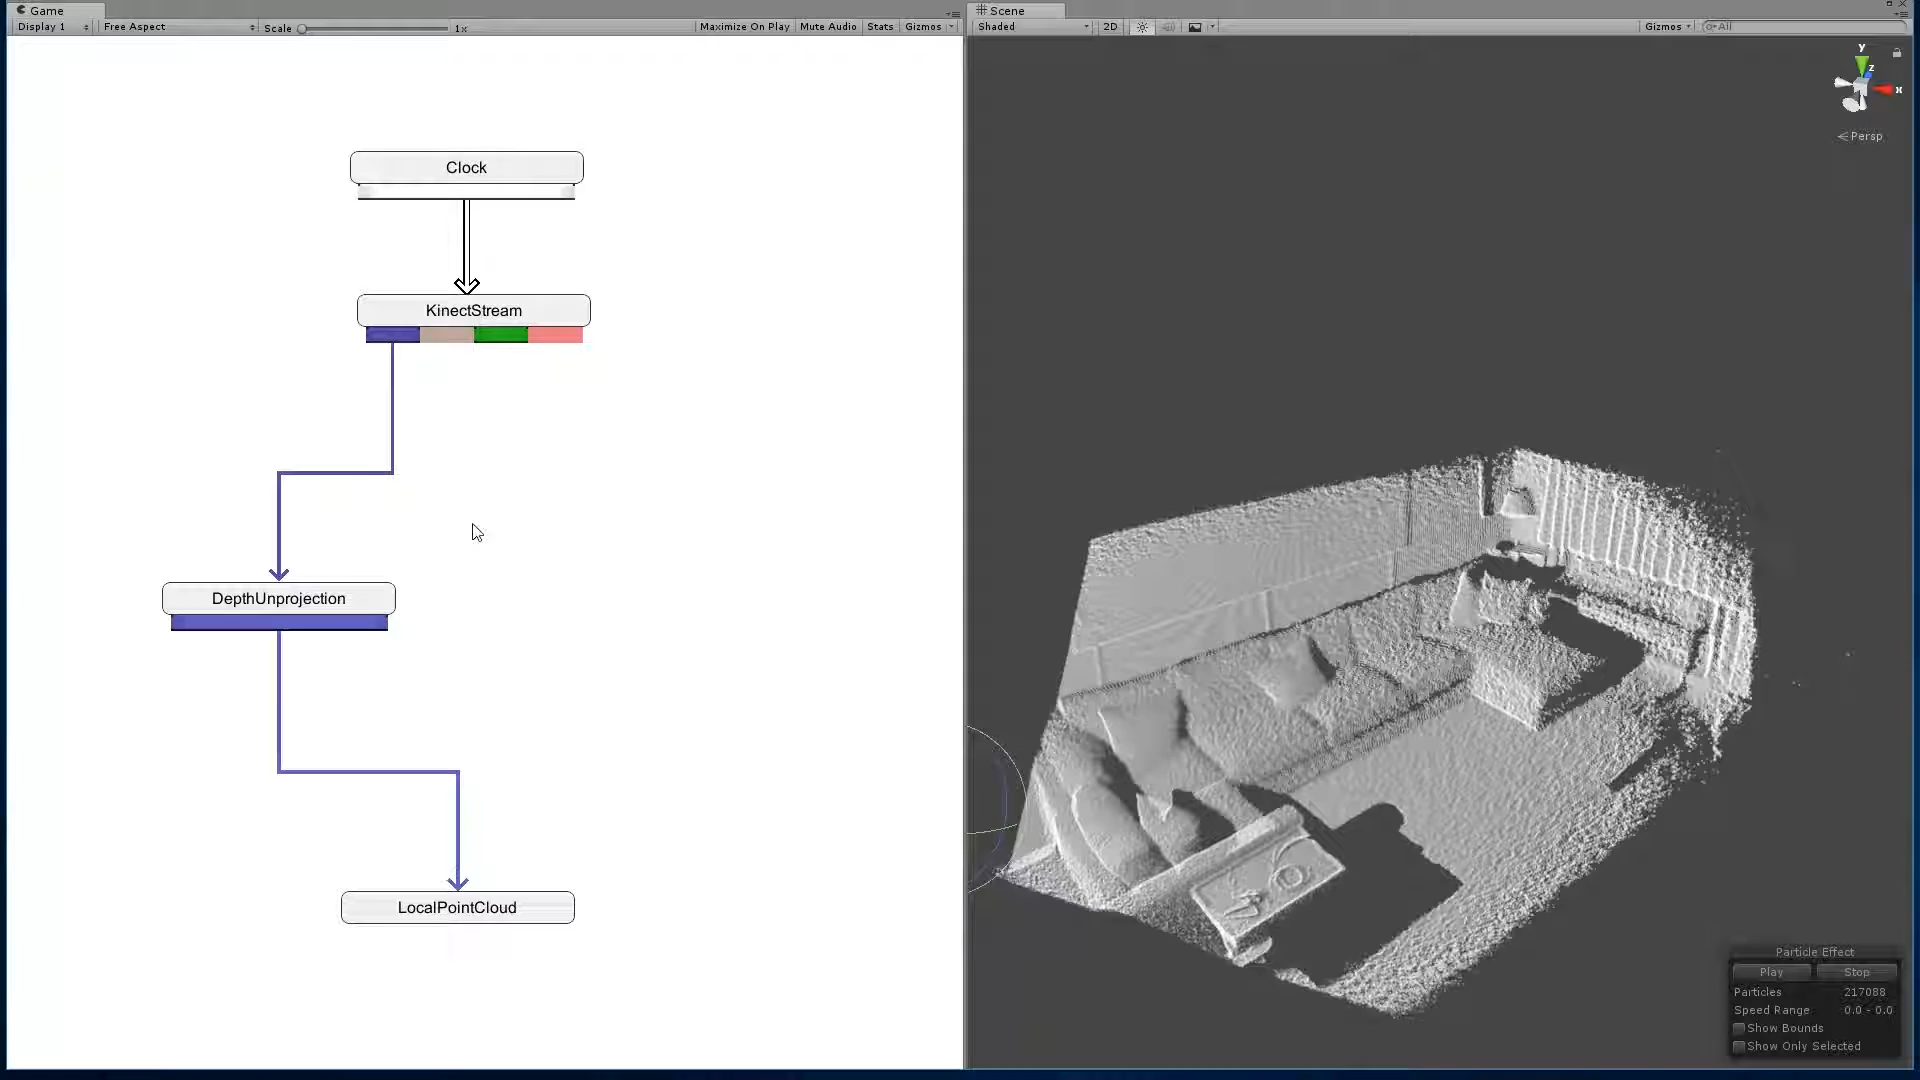 Game
Display 1
Free Aspect
Scale
1x
Maximize On Play
Mute Audio
Stats
Gizmos
Clock
KinectStream
DepthUnprojection
LocalPointCloud
Scene
Shaded
2D
Gizmos
All
y
z
x
Persp
Particle Effect
Play
Stop
Particles 217088
Speed Range 0.0 - 0.0
Show Bounds
Show Only Selected